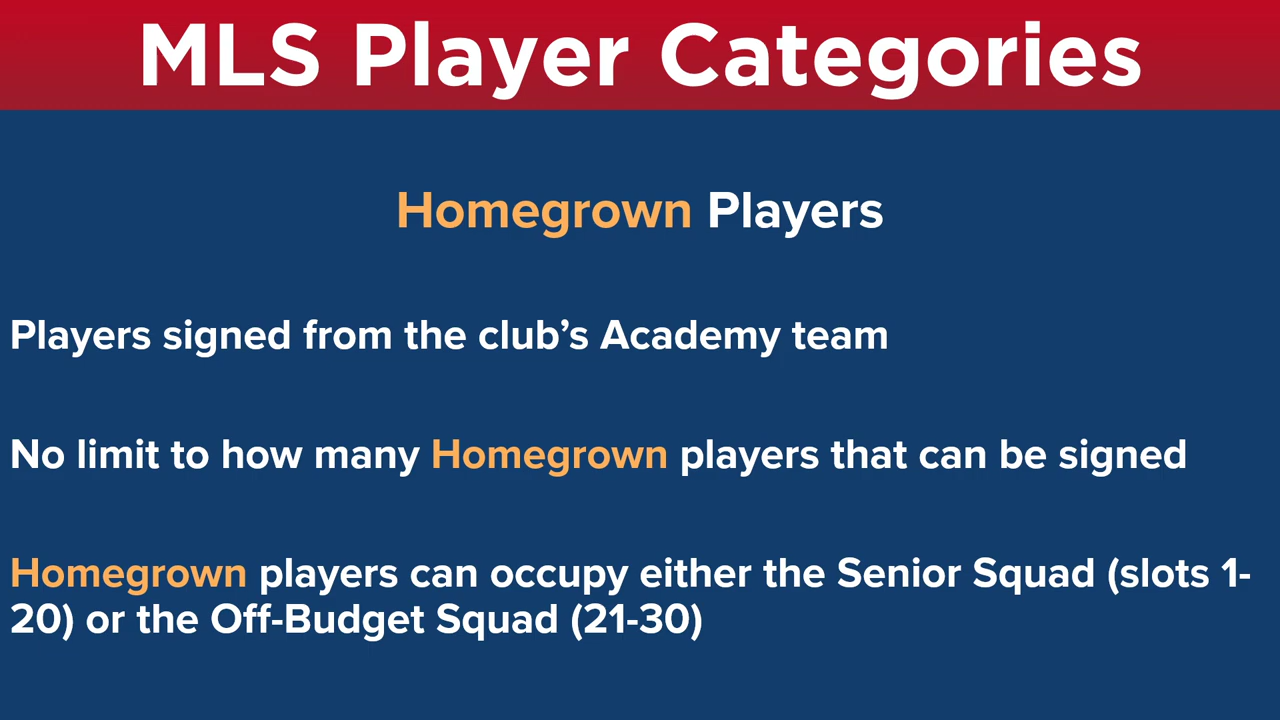 MLS Player Categories
Homegrown Players
Players signed from the club’s Academy team
No limit to how many Homegrown players that can be signed
Homegrown players can occupy either the Senior Squad (slots 1-
20) or the Off-Budget Squad (21-30)